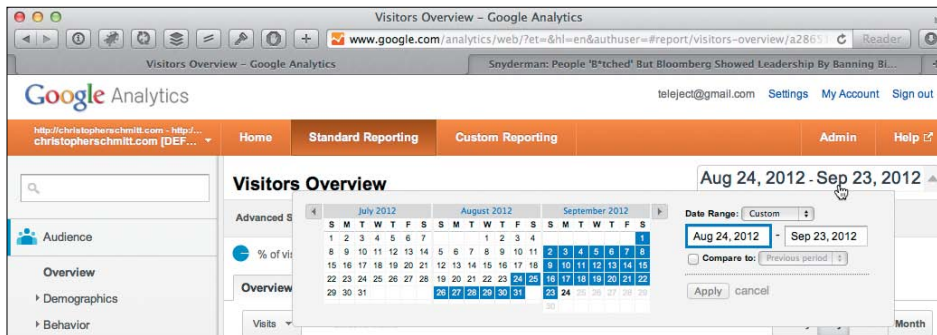 Visitors Overview – Google Analytics
www.google.com/analytics/web/?et=&hl=en&authuser=#report/visitors-overview/a2865 Reader
Visitors Overview – Google Analytics
Snyderman: People 'B*tched' But Bloomberg Showed Leadership By Banning Bi...
Google Analytics
teleject@gmail.com Settings My Account Sign out
http://christopherschmitt.com - http:/...
christopherschmitt.com [DEF...
Home Standard Reporting Custom Reporting Admin Help
Visitors Overview
Aug 24, 2012 - Sep 23, 2012
Advanced S
% of vi
Overview
Visits
Audience
Overview
Demographics
Behavior
July 2012
S M T W T F S
1 2 3 4 5 6 7
8 9 10 11 12 13 14
15 16 17 18 19 20 21
22 23 24 25 26 27 28
29 30 31
August 2012
S M T W T F S
1 2 3 4
5 6 7 8 9 10 11
12 13 14 15 16 17 18
19 20 21 22 23 24 25
26 27 28 29 30 31
September 2012
S M T W T F S
1
2 3 4 5 6 7 8
9 10 11 12 13 14 15
16 17 18 19 20 21 22
23 24 25 26 27 28 29
30
Date Range: Custom
Aug 24, 2012 - Sep 23, 2012
Compare to: Previous period
Apply cancel
Month